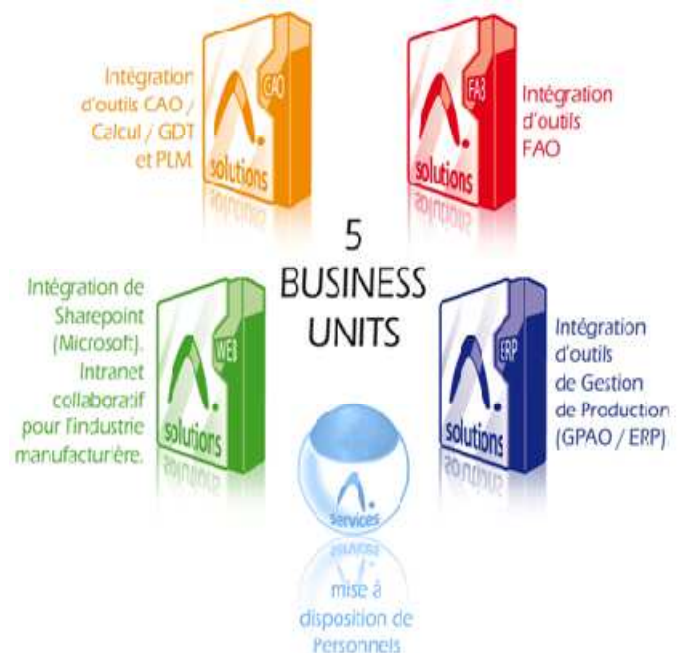 Intégration
d'outils CAO /
Calcul / GDT
et PLM.
CAO
solutions
FAB
solutions
Intégration
d'outils
FAO
5
BUSINESS
UNITS
Intégration de
Sharepoint
(Microsoft).
Intranet
collaboratif
pour l'industrie
manufacturière.
WEB
solutions
ERP
solutions
Intégration
d'outils
de Gestion
de Production
(GPAO / ERP)
services
mise à
disposition de
Personnels